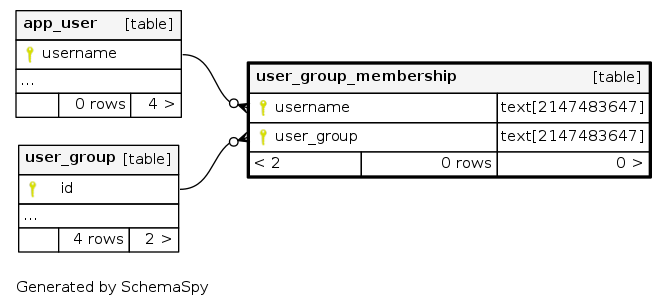 app_user [table]
username
...
0 rows 4 >
user_group [table]
id
...
4 rows 2 >
user_group_membership [table]
username text[2147483647]
user_group text[2147483647]
< 2 0 rows 0 >
Generated by SchemaSpy